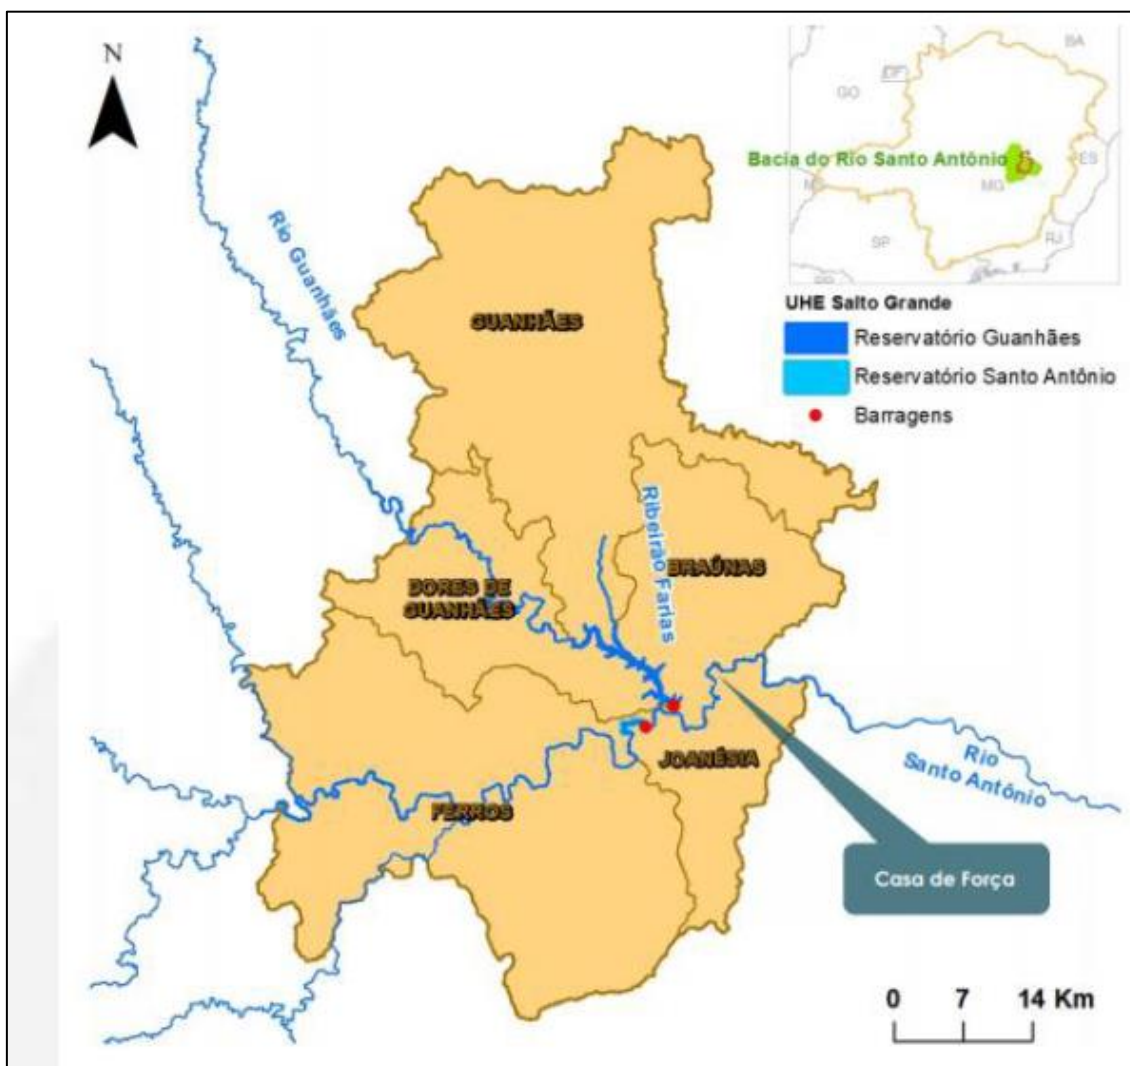 N
BA
DF
GO
Bacia do Rio Santo Antônio
ES
MG
SP
RJ
UHE Salto Grande
Reservatório Guanhães
Reservatório Santo Antônio
Barragens
Rio Guanhães
GUANHÃES
Ribeirão Farias
BRAÚNAS
DORES DE
GUANHÃES
JOANÉSIA
Rio
Santo Antônio
FERROS
Casa de Força
0 7 14 Km